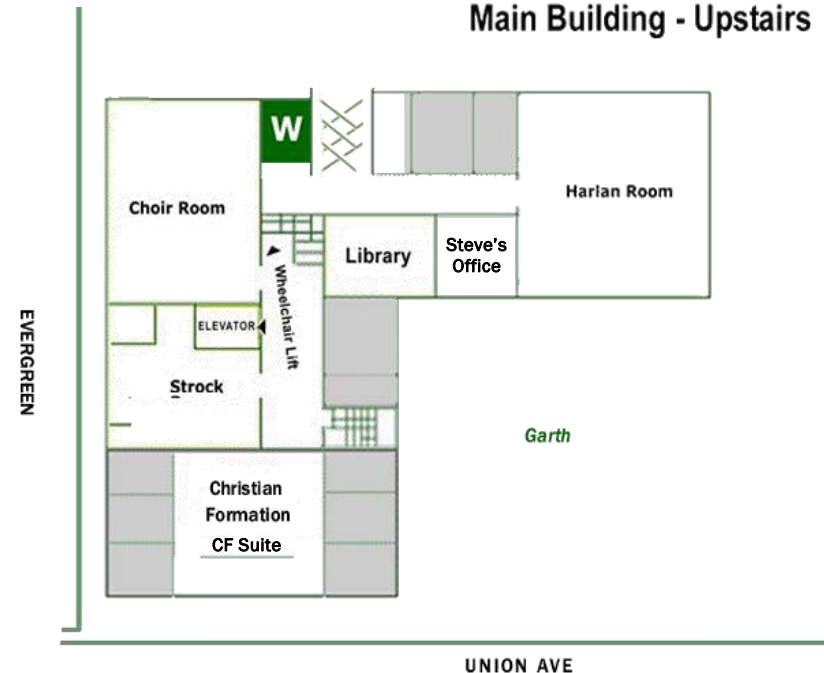 Main Building - Upstairs
W
Choir Room
Harlan Room
Library
Steve's
Office
Wheelchair Lift
ELEVATOR
EVERGREEN
Strock
Garth
Christian
Formation
CF Suite
UNION AVE